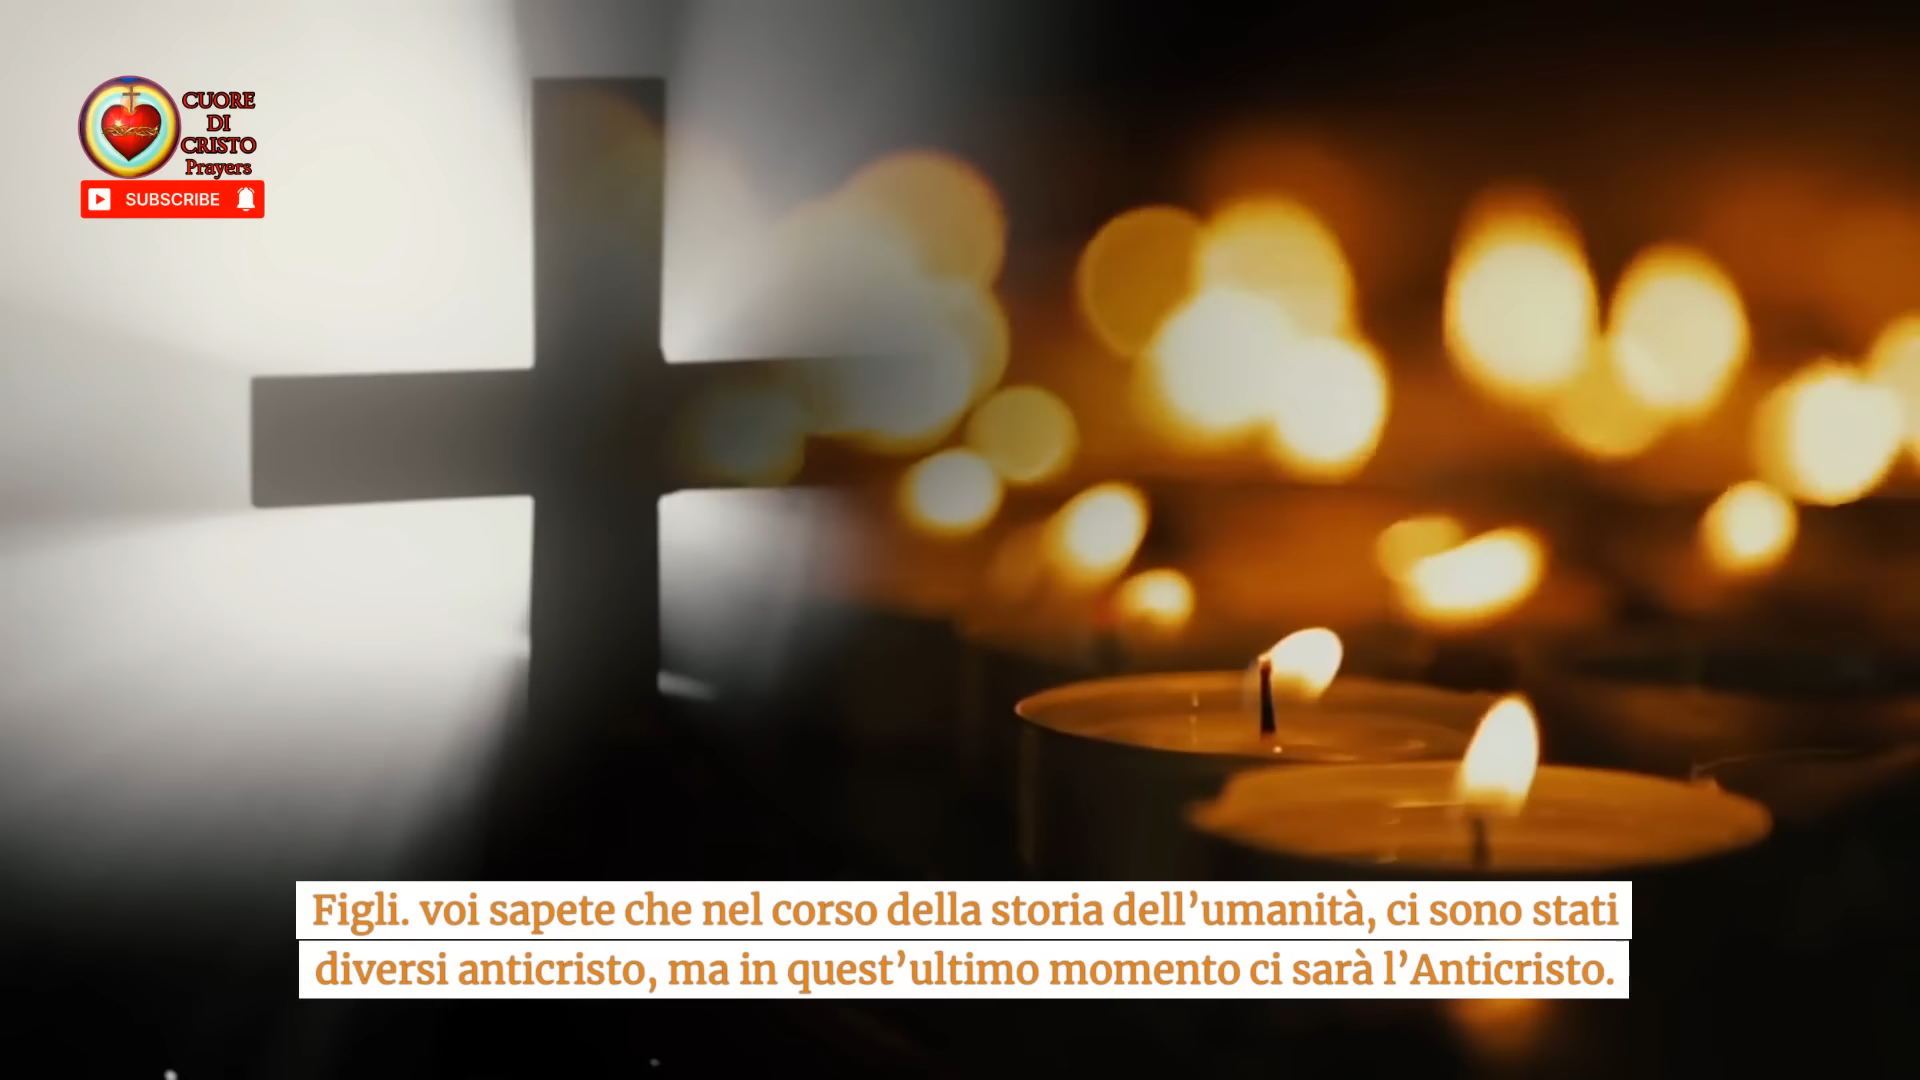 CUORE
DI
CRISTO
Prayers
SUBSCRIBE
Figli. voi sapete che nel corso della storia dell’umanità, ci sono stati
diversi anticristo, ma in quest’ultimo momento ci sarà l’Anticristo.